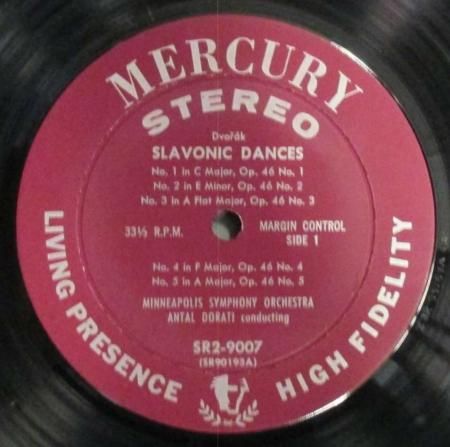 MERCURY
STEREO
Dvořák
SLAVONIC DANCES
No. 1 in C Major, Op. 46 No. 1
No. 2 in E Minor, Op. 46 No. 2
No. 3 in A Flat Major, Op. 46 No. 3
33⅓ R.P.M.
MARGIN CONTROL
SIDE 1
No. 4 in F Major, Op. 46 No. 4
No. 5 in A Major, Op. 46 No. 5
MINNEAPOLIS SYMPHONY ORCHESTRA
ANTAL DORATI conducting
SR2-9007
(SR90193A)
LIVING PRESENCE
HIGH FIDELITY